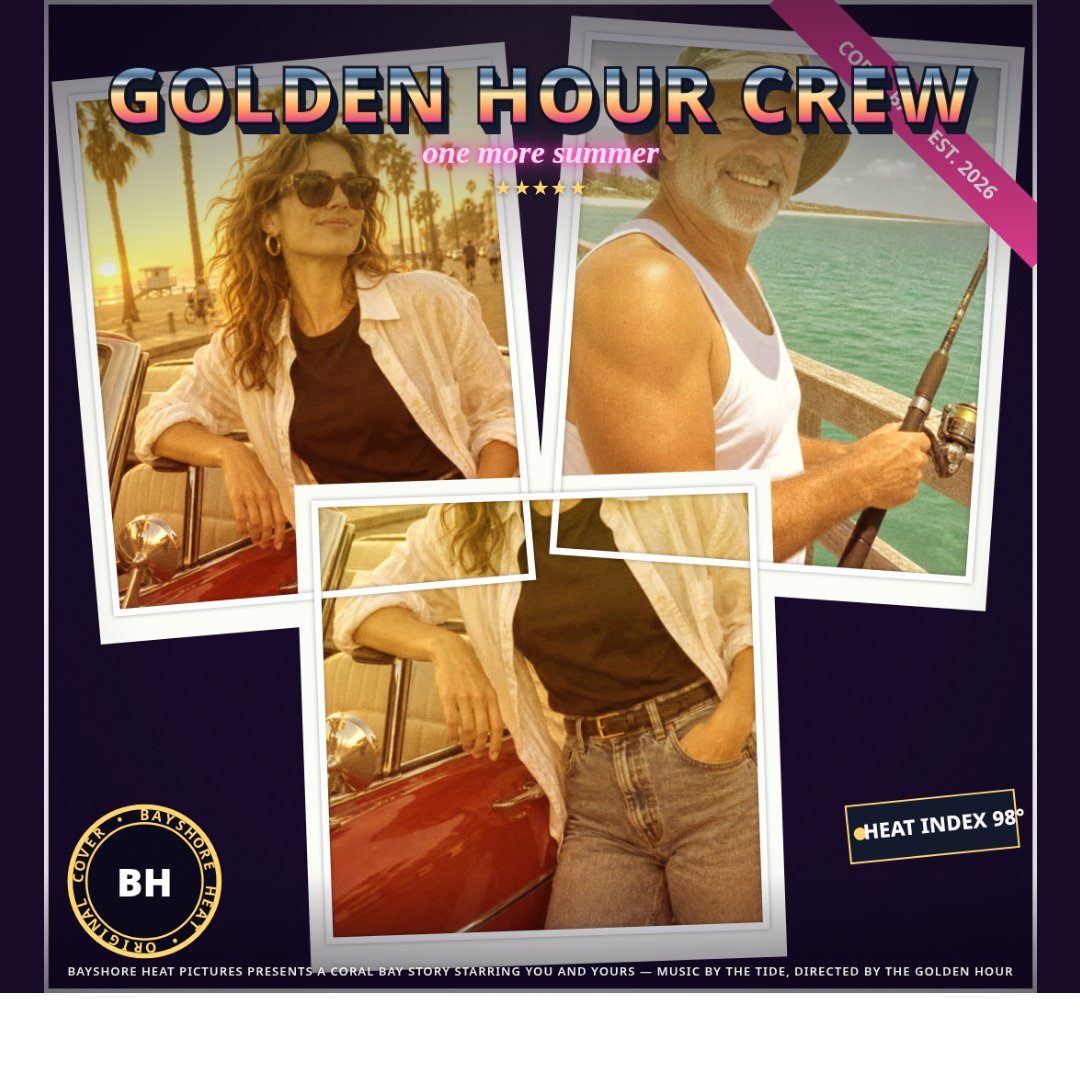 GOLDEN HOUR CREW
one more summer
EST. 2026
HEAT INDEX 98°
BAYSHORE HEAT • ORIGINAL COVER •
BH
BAYSHORE HEAT PICTURES PRESENTS A CORAL BAY STORY STARRING YOU AND YOURS — MUSIC BY THE TIDE, DIRECTED BY THE GOLDEN HOUR